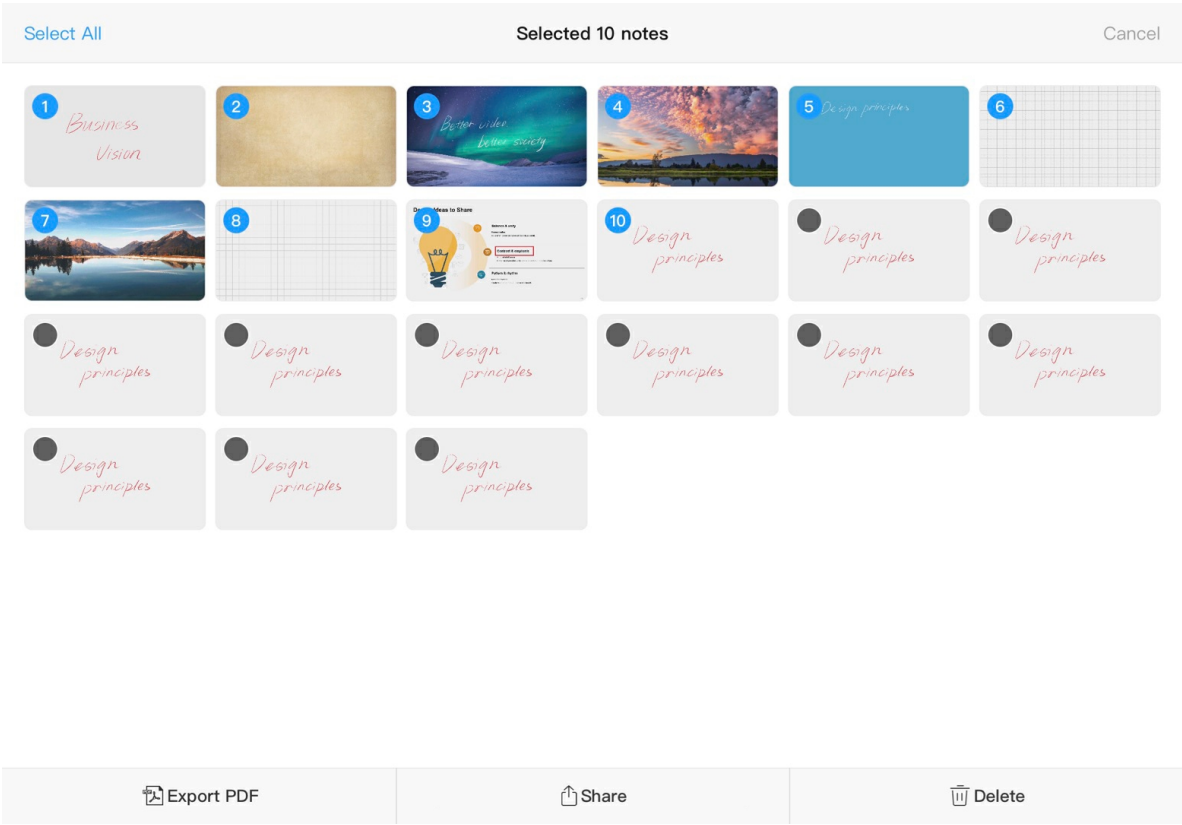 Select All
Selected 10 notes
Cancel
1
Business
Vision
2
3
Better video
better society
4
5
Design principles
6
7
8
9
Ideas to Share
Pattern & rhythm
10
Design
principles
Design
principles
Design
principles
Design
principles
Design
principles
Design
principles
Design
principles
Design
principles
Design
principles
Design
principles
Design
principles
Design
principles
Export PDF
Share
Delete